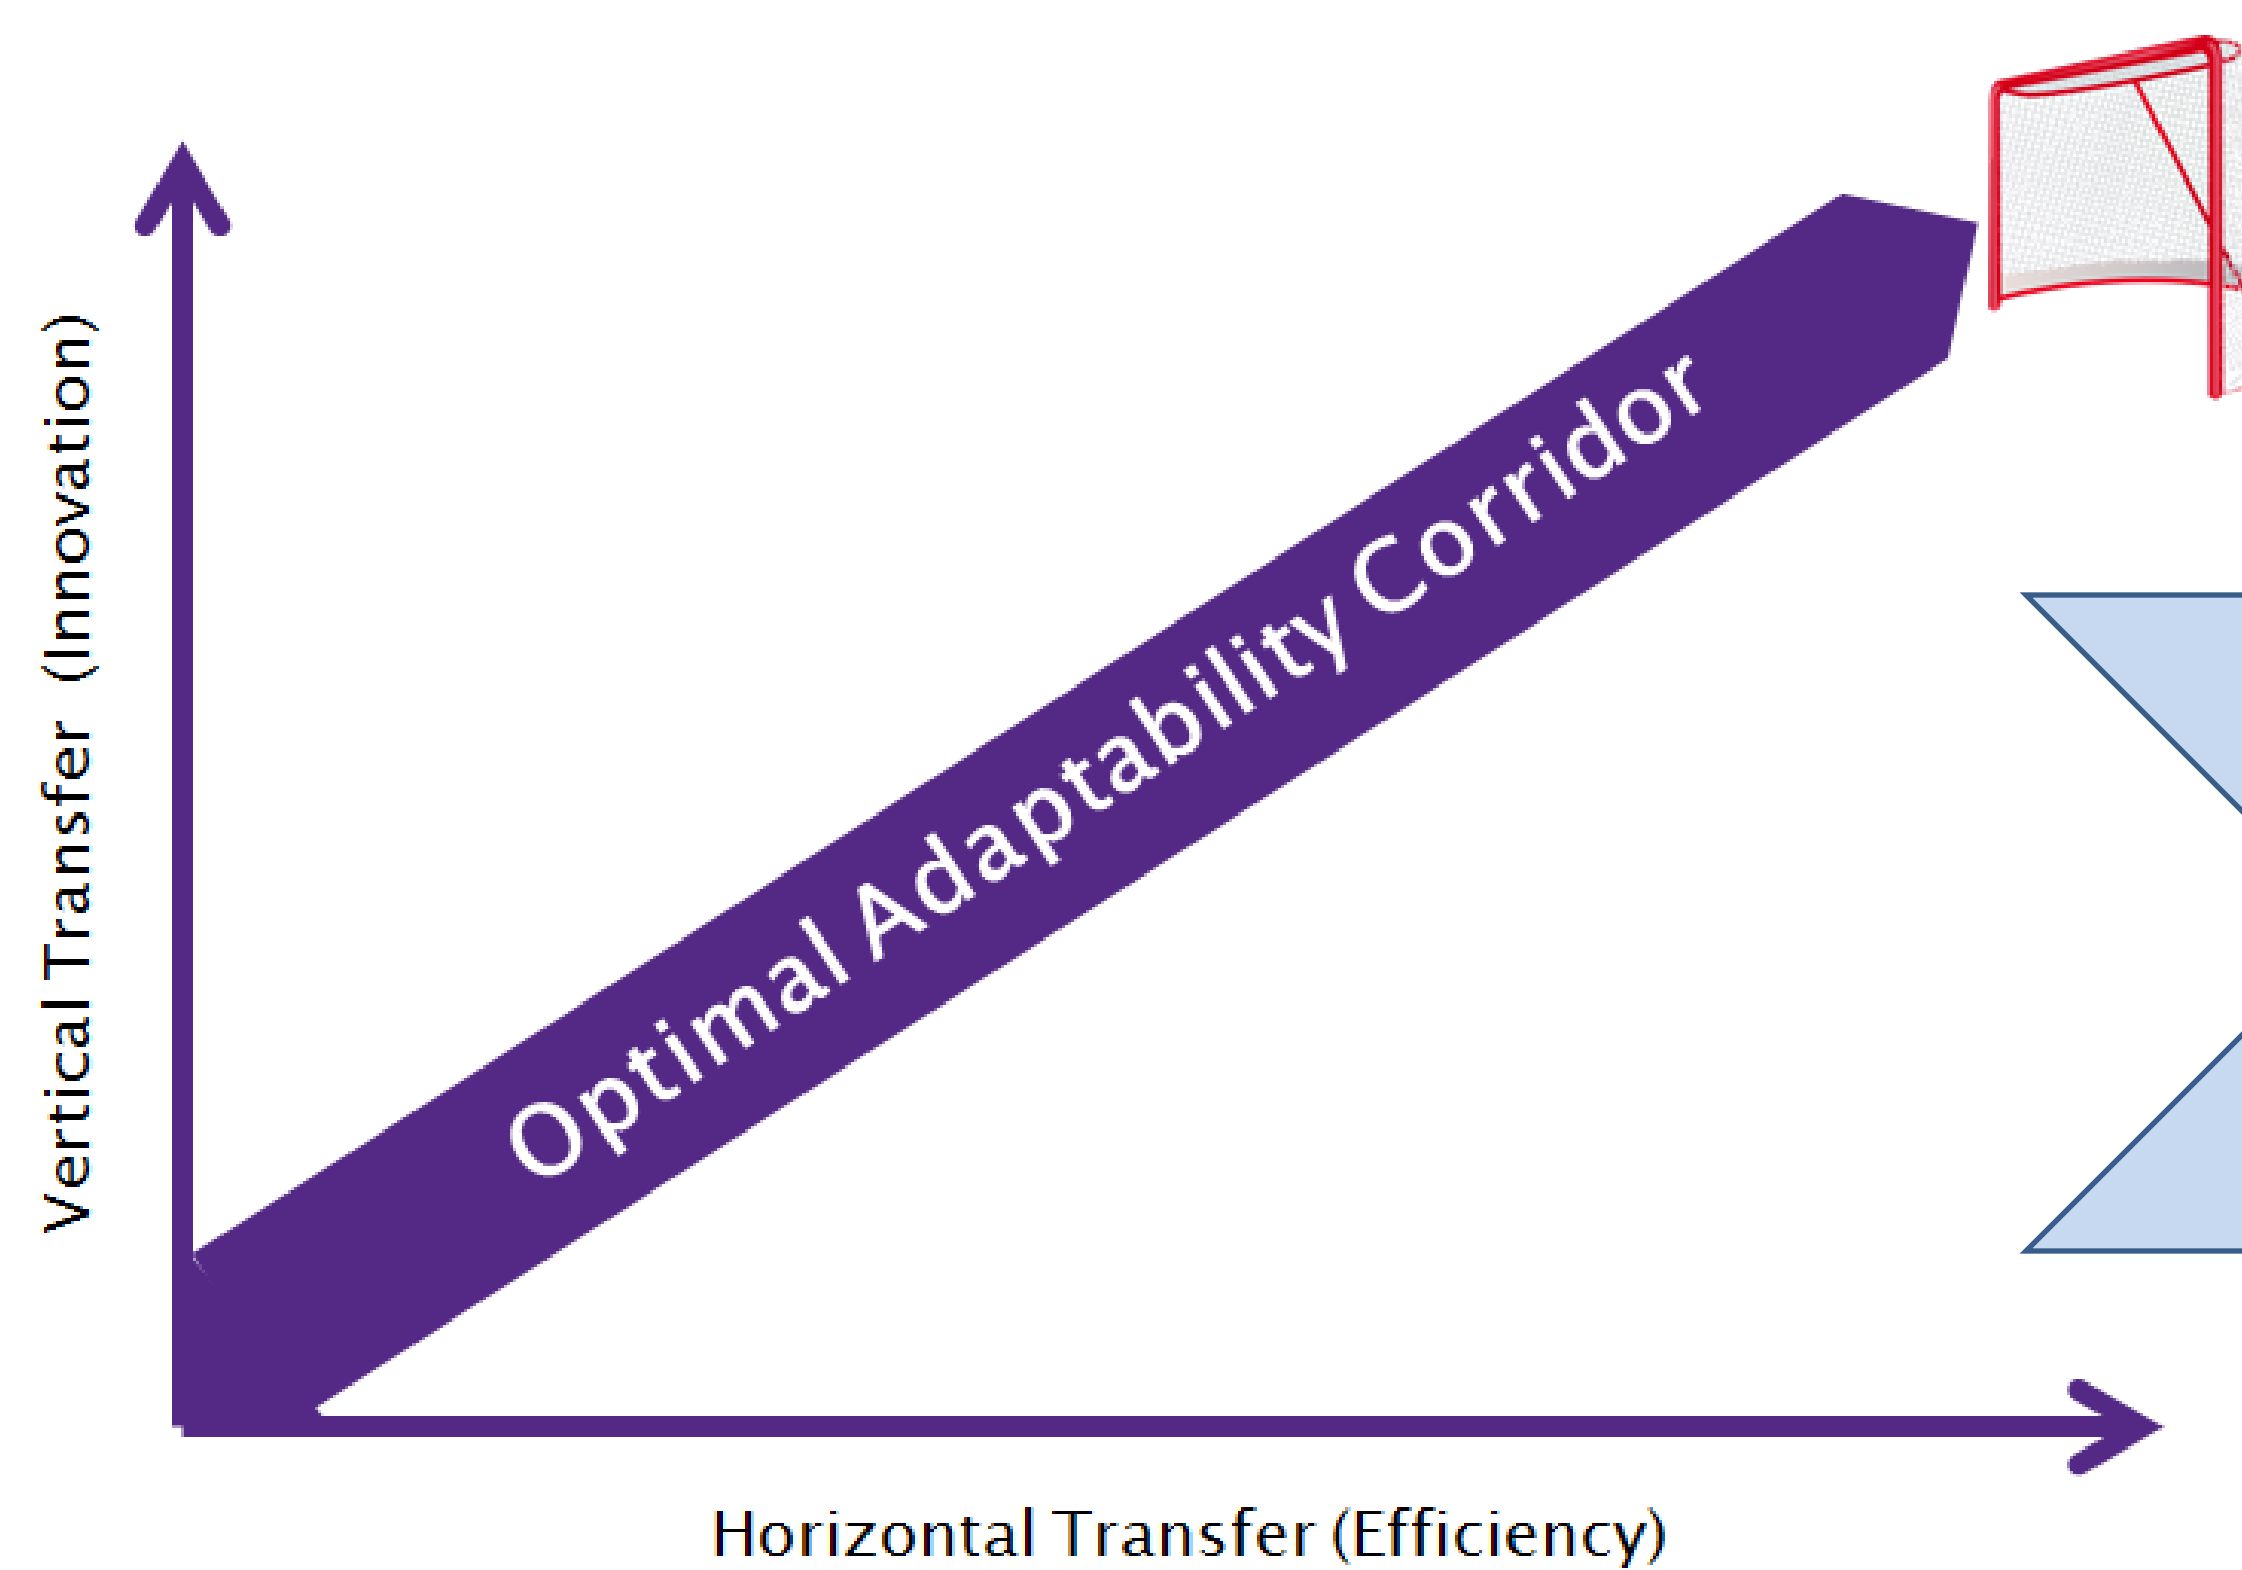 Vertical Transfer (Innovation)
Optimal Adaptability Corridor
Horizontal Transfer (Efficiency)